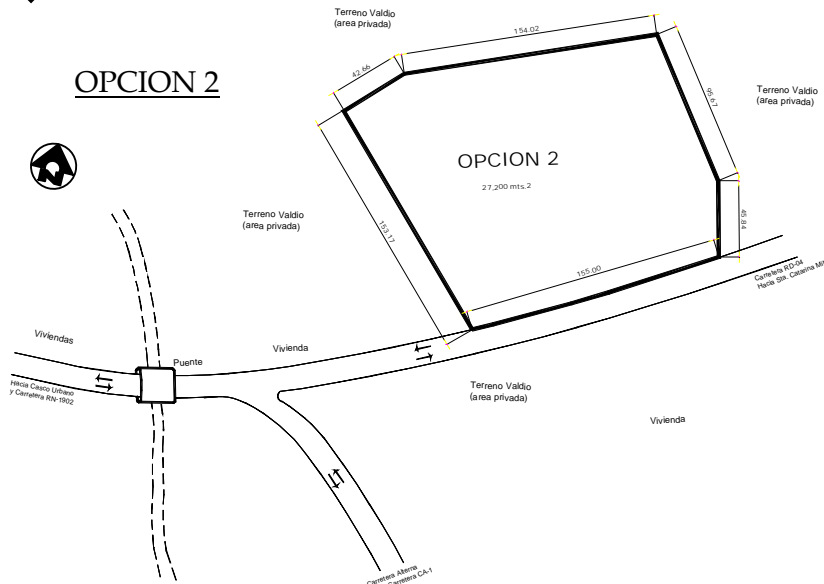 Terreno Valdio
(area privada)
OPCION 2
42.66
154.02
95.67
Terreno Valdio
(area privada)
OPCION 2
27,200 mts.2
Terreno Valdio
(area privada)
153.17
45.84
155.00
Carretera RD-04
Hacia Sta. Catarina
Viviendas
Puente
Vivienda
Hacia Casco Urbano
y Carretera RN-1902
Terreno Valdio
(area privada)
Vivienda
Carretera Alterna
Carretera CA-1